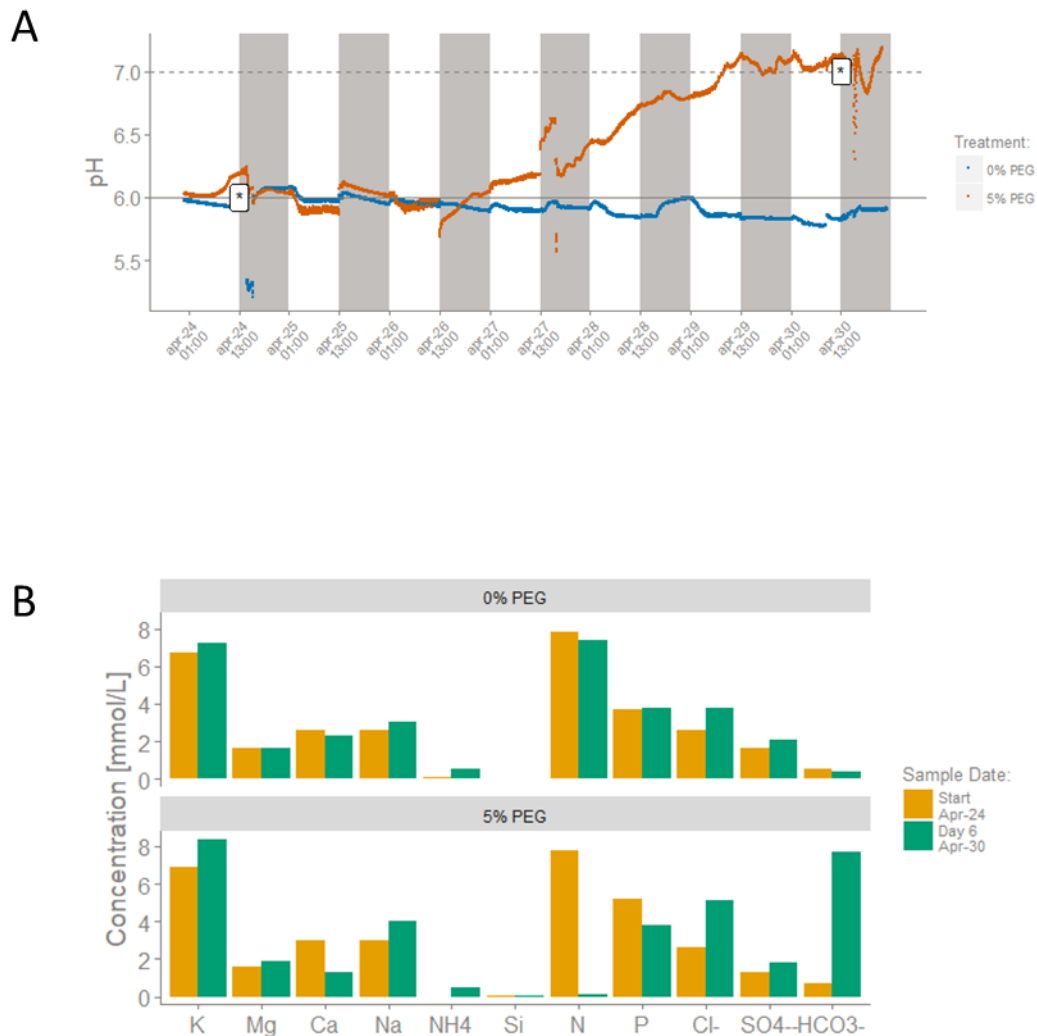 A
7.0
6.5
6.0
5.5
pH
*
*
apr-24 01:00
apr-24 13:00
apr-25 01:00
apr-25 13:00
apr-26 01:00
apr-26 13:00
apr-27 01:00
apr-27 13:00
apr-28 01:00
apr-28 13:00
apr-29 01:00
apr-29 13:00
apr-30 01:00
apr-30 13:00
Treatment:
0% PEG
5% PEG
B
0% PEG
8
6
4
2
0
5% PEG
8
6
4
2
0
Concentration [mmol/L]
K Mg Ca Na NH4 Si N P Cl- SO4-- HCO3-
Sample Date:
Start
Apr-24
Day 6
Apr-30